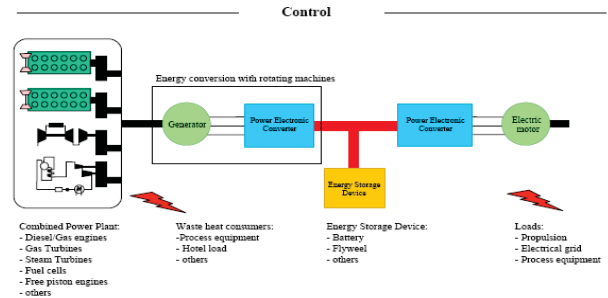 Control
Energy conversion with rotating machines
Generator
Power Electronic
Converter
Power Electronic
Converter
Electric
motor
Energy Storage
Device
Combined Power Plant:
- Diesel/Gas engines
- Gas Turbines
- Steam Turbines
- Fuel cells
- Free piston engines
- others
Waste heat consumers:
-Process equipment
- Hotel load
- others
Energy Storage Device:
- Battery
- Flyweel
- others
Loads:
- Propulsion
- Electrical grid
- Process equipment